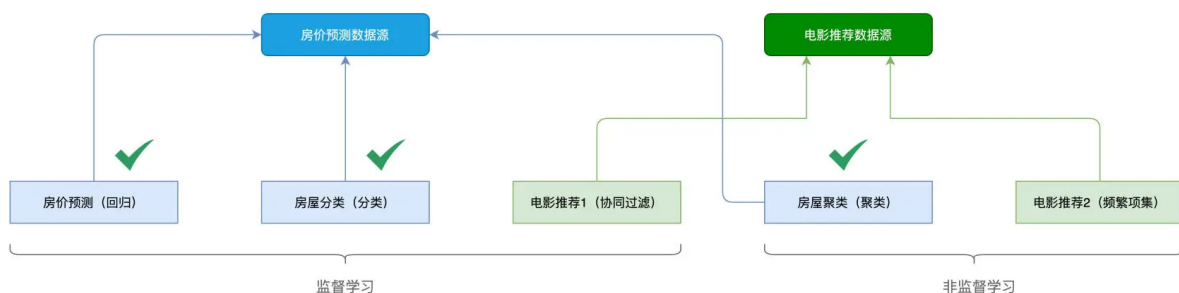 房价预测数据源
电影推荐数据源
房价预测（回归）
房屋分类（分类）
电影推荐1（协同过滤）
房屋聚类（聚类）
电影推荐2（频繁项集）
监督学习
非监督学习